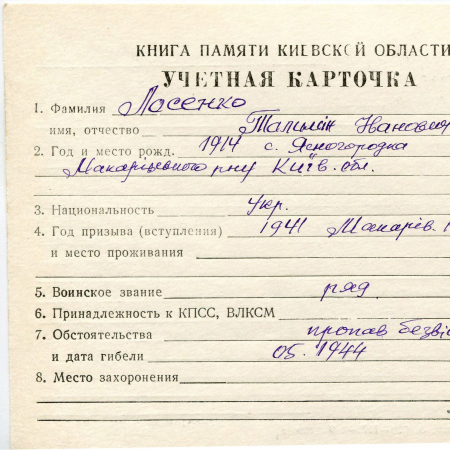 КНИГА ПАМЯТИ КИЕВСКОЙ ОБЛАСТИ
УЧЕТНАЯ КАРТОЧКА
1. Фамилия Лосенко
имя, отчество Іванович
2. Год и место рожд. 1914 с. Ясногородка
Макарівського р-ну Київ. обл.
3. Национальность Укр.
4. Год призыва (вступления) 1941 Макарів.
и место проживания
5. Воинское звание ряд.
6. Принадлежность к КПСС, ВЛКСМ
7. Обстоятельства пропав безві
и дата гибели 05. 1944
8. Место захоронения